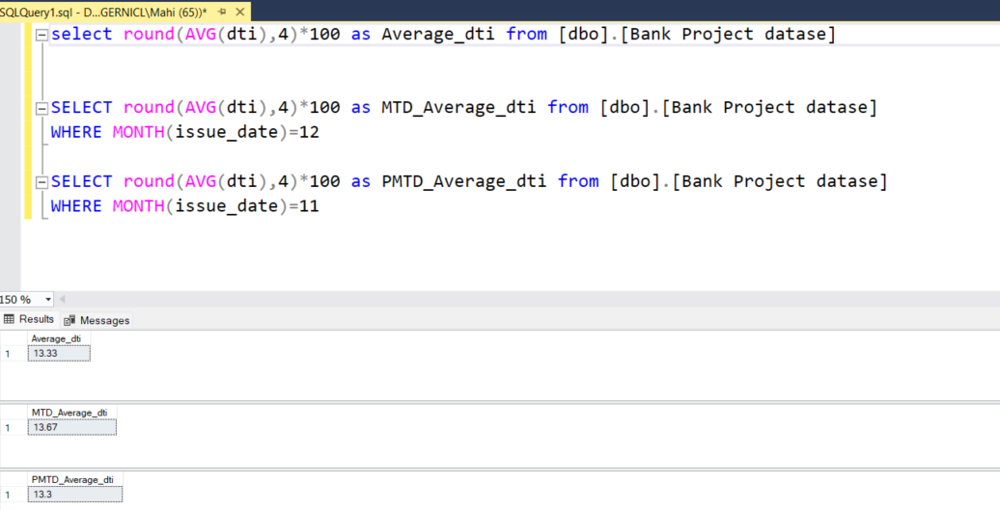 SQLQuery1.sql - D...GERNICL\Mahi (65))*
select round(AVG(dti),4)*100 as Average_dti from [dbo].[Bank Project datase]
SELECT round(AVG(dti),4)*100 as MTD_Average_dti from [dbo].[Bank Project datase]
WHERE MONTH(issue_date)=12
SELECT round(AVG(dti),4)*100 as PMTD_Average_dti from [dbo].[Bank Project datase]
WHERE MONTH(issue_date)=11
150 %
Results Messages
Average_dti
1 13.33
MTD_Average_dti
1 13.67
PMTD_Average_dti
1 13.3